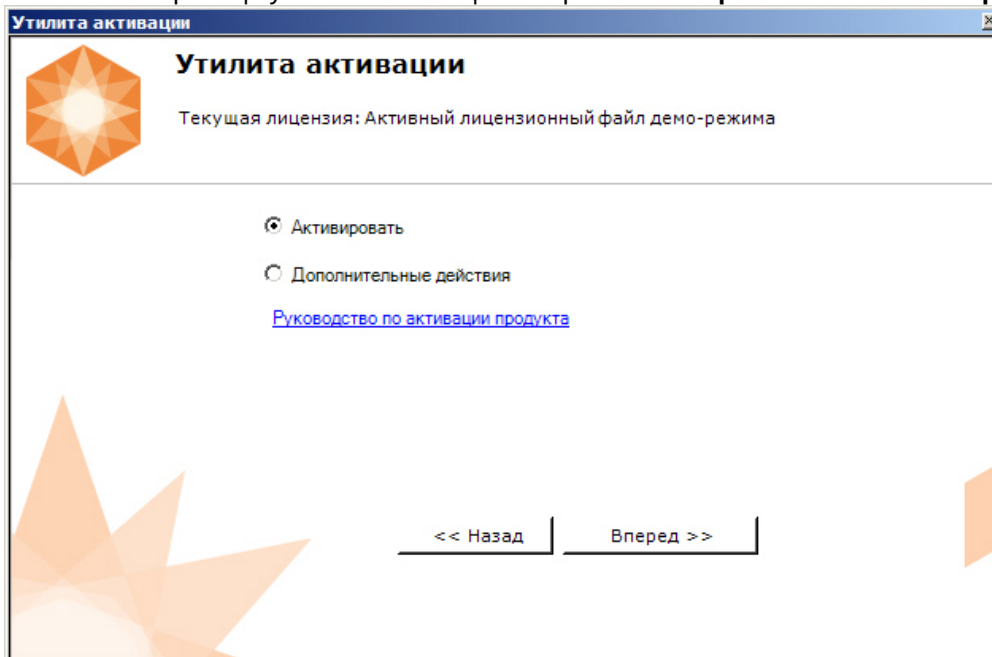 Утилита активации
Утилита активации
Текущая лицензия: Активный лицензионный файл демо-режима
Активировать
Дополнительные действия
Руководство по активации продукта
<< Назад
Вперед >>